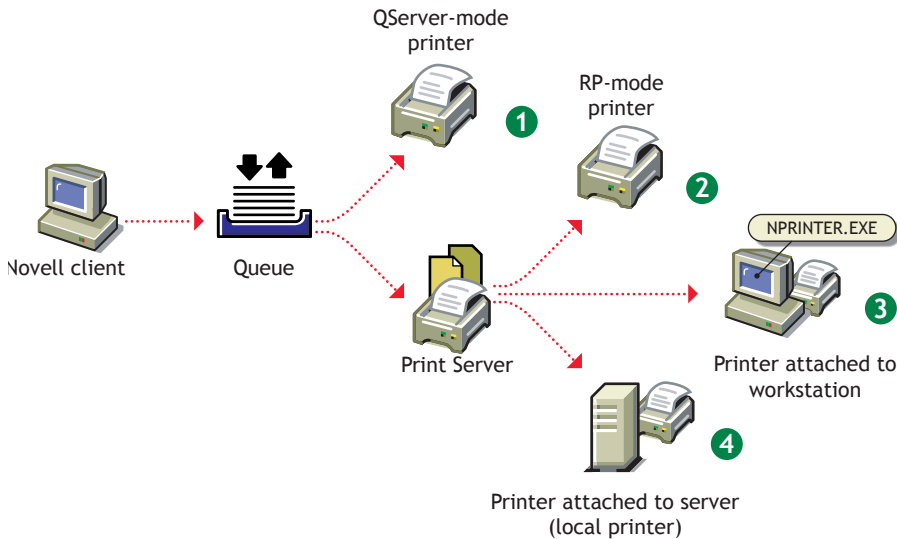 QServer-mode
printer
1
RP-mode
printer
2
NPRINTER.EXE
Novell client
Queue
3
Print Server
Printer attached to
workstation
4
Printer attached to server
(local printer)